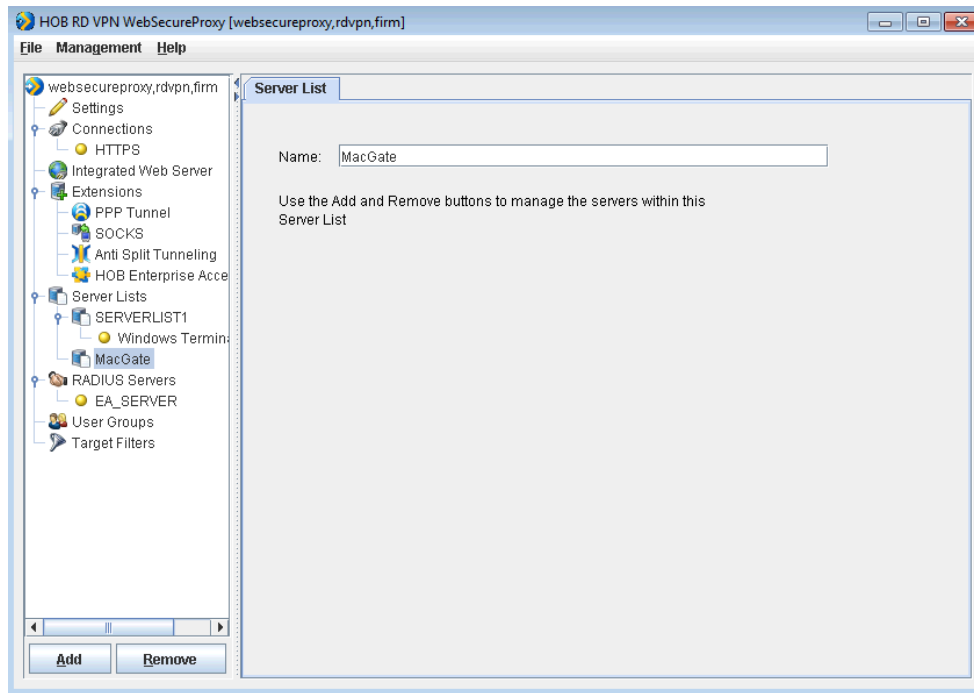 HOB RD VPN WebSecureProxy [websecureproxy,rdvpn,firm]
File Management Help
websecureproxy,rdvpn,firm
Settings
Connections
HTTPS
Integrated Web Server
Extensions
PPP Tunnel
SOCKS
Anti Split Tunneling
HOB Enterprise Acce
Server Lists
SERVERLIST1
Windows Termin
MacGate
RADIUS Servers
EA_SERVER
User Groups
Target Filters
Add Remove
Server List
Name: MacGate
Use the Add and Remove buttons to manage the servers within this
Server List